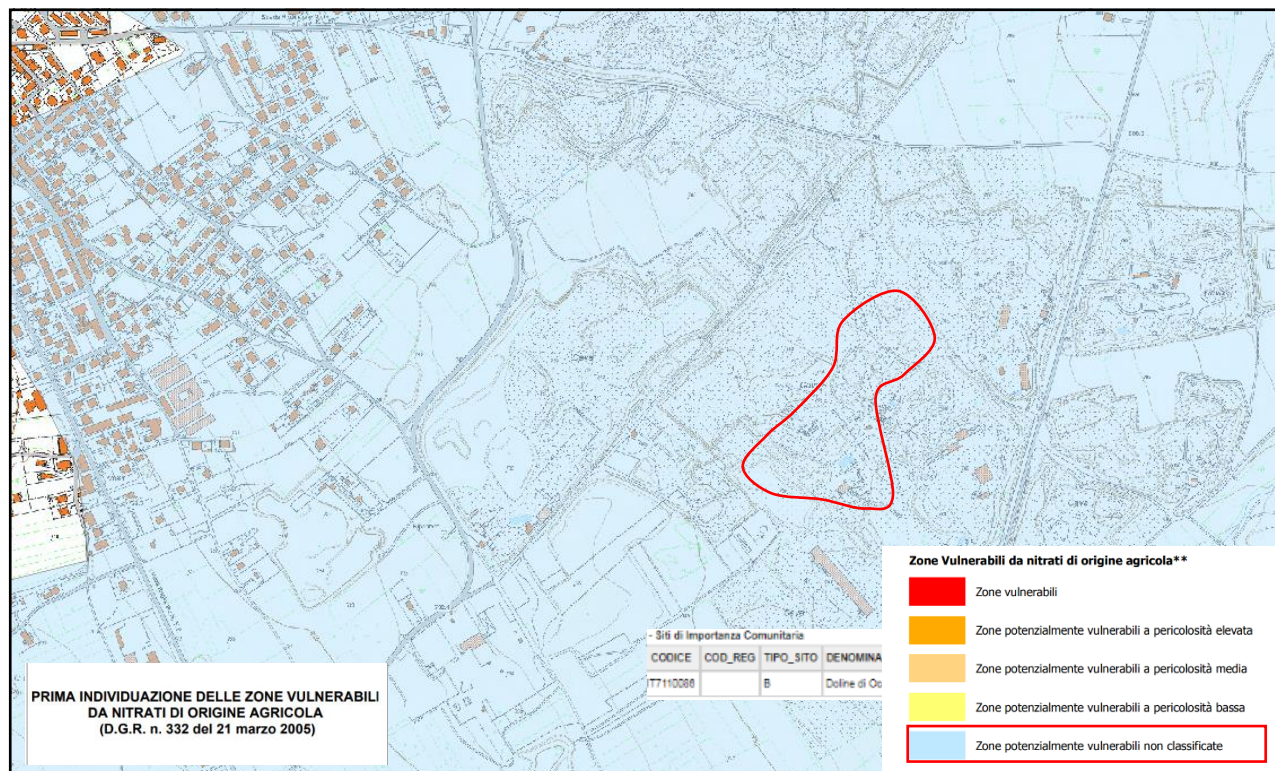 Cava
Cava
- Siti di Importanza Comunitaria
CODICE COD_REG TIPO_SITO DENOMINA
IT7110086 B Doline di Oc
PRIMA INDIVIDUAZIONE DELLE ZONE VULNERABILI
DA NITRATI DI ORIGINE AGRICOLA
(D.G.R. n. 332 del 21 marzo 2005)
Zone Vulnerabili da nitrati di origine agricola**
Zone vulnerabili
Zone potenzialmente vulnerabili a pericolosità elevata
Zone potenzialmente vulnerabili a pericolosità media
Zone potenzialmente vulnerabili a pericolosità bassa
Zone potenzialmente vulnerabili non classificate